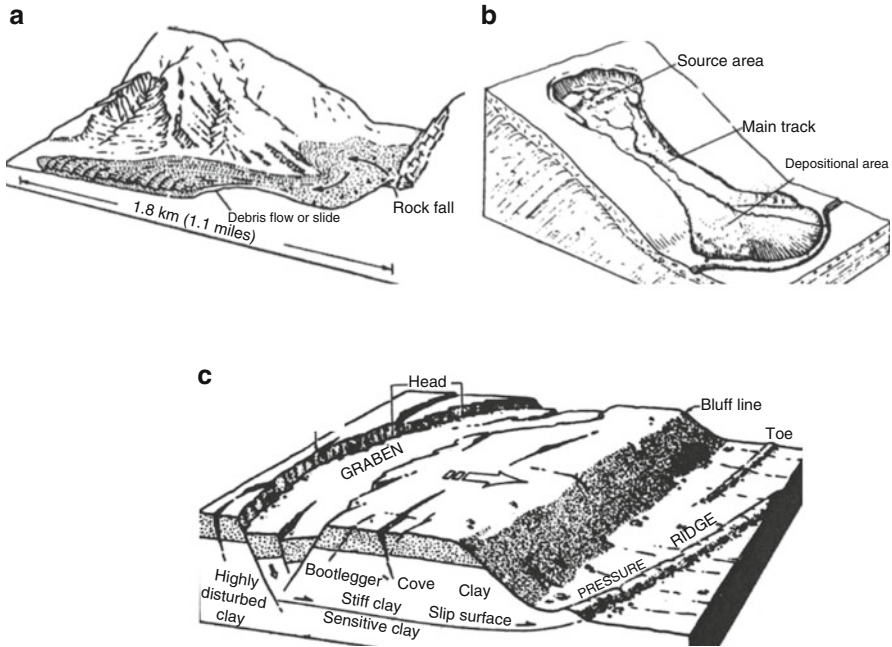 a
Debris flow or slide
Rock fall
1.8 km (1.1 miles)
b
Source area
Main track
Depositional area
c
Head
Bluff line
Toe
GRABEN
RIDGE
PRESSURE
Bootlegger Cove Clay
Highly
disturbed
clay
Stiff clay
Slip surface
Sensitive clay